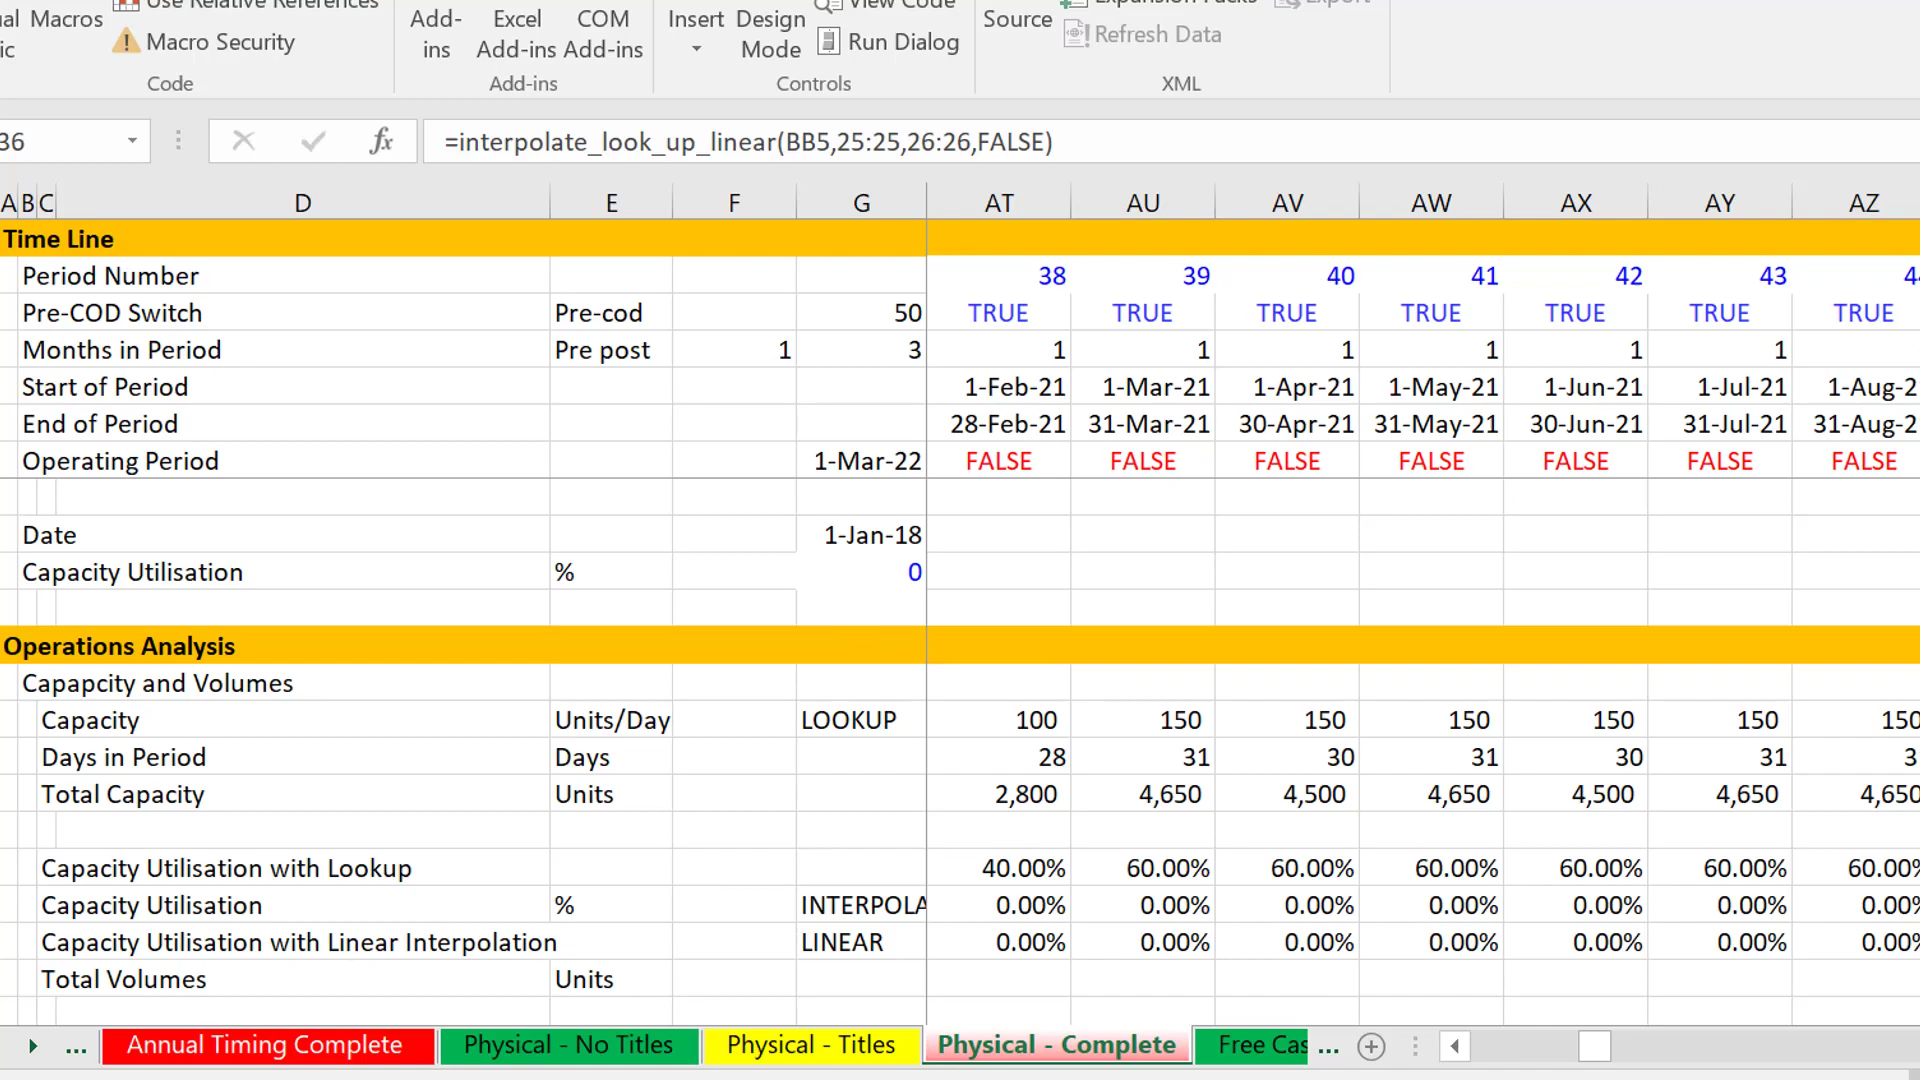 Macros Use Relative References
Macro Security
Code
Add-
ins
Excel
Add-ins
COM
Add-ins
Add-ins
Insert
Design
Mode
View Code
Run Dialog
Controls
Source
Expansion Packs
Export
Refresh Data
XML
36 fx =interpolate_look_up_linear(BB5,25:25,26:26,FALSE)
A B C D E F G AT AU AV AW AX AY AZ
Time Line
Period Number 38 39 40 41 42 43
Pre-COD Switch Pre-cod 50 TRUE TRUE TRUE TRUE TRUE TRUE TRUE
Months in Period Pre post 1 3 1 1 1 1 1 1
Start of Period 1-Feb-21 1-Mar-21 1-Apr-21 1-May-21 1-Jun-21 1-Jul-21 1-Aug-2
End of Period 28-Feb-21 31-Mar-21 30-Apr-21 31-May-21 30-Jun-21 31-Jul-21 31-Aug-2
Operating Period 1-Mar-22 FALSE FALSE FALSE FALSE FALSE FALSE FALSE
Date 1-Jan-18
Capacity Utilisation % 0
Operations Analysis
Capapcity and Volumes
Capacity Units/Day LOOKUP 100 150 150 150 150 150 150
Days in Period Days 28 31 30 31 30 31 3
Total Capacity Units 2,800 4,650 4,500 4,650 4,500 4,650 4,650
Capacity Utilisation with Lookup 40.00% 60.00% 60.00% 60.00% 60.00% 60.00% 60.00
Capacity Utilisation % INTERPOLA 0.00% 0.00% 0.00% 0.00% 0.00% 0.00% 0.00
Capacity Utilisation with Linear Interpolation LINEAR 0.00% 0.00% 0.00% 0.00% 0.00% 0.00% 0.00
Total Volumes Units
... Annual Timing Complete Physical - No Titles Physical - Titles Physical - Complete Free Cas ...